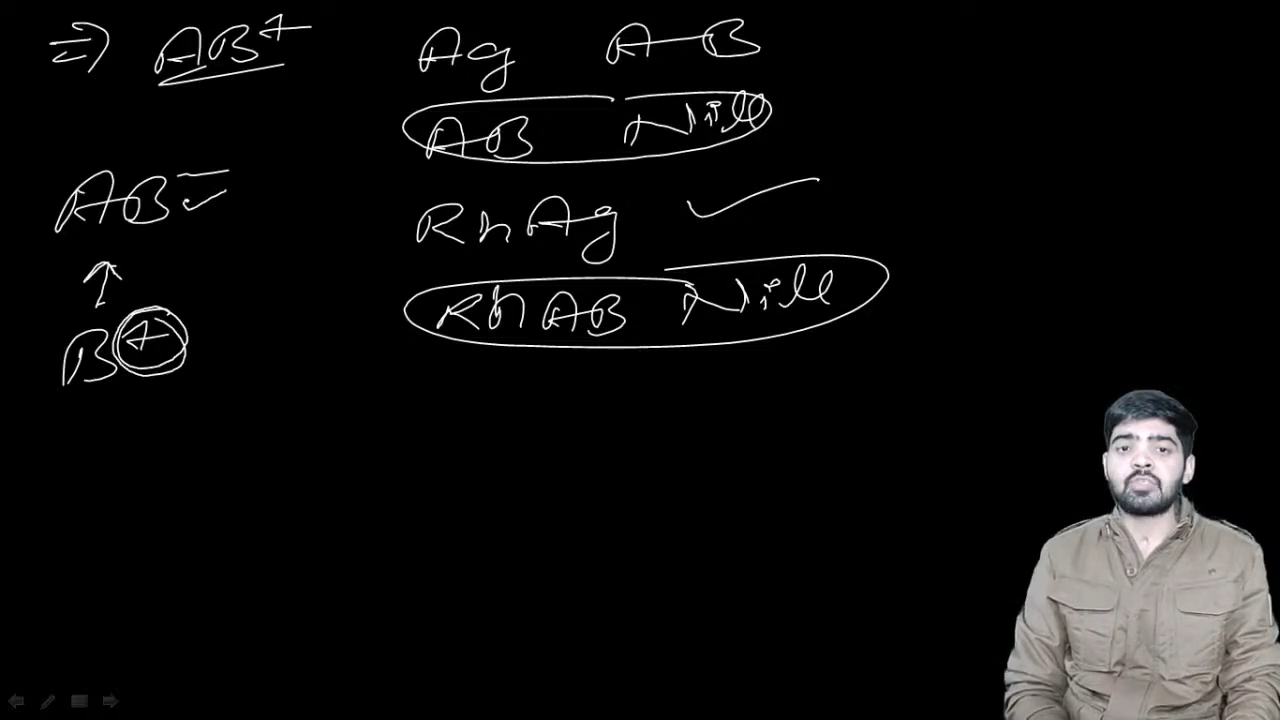 ⇒ AB+ Ag A-B
AB Nill
AB-
RhAg ✓
↑
RhAB Nill
B+